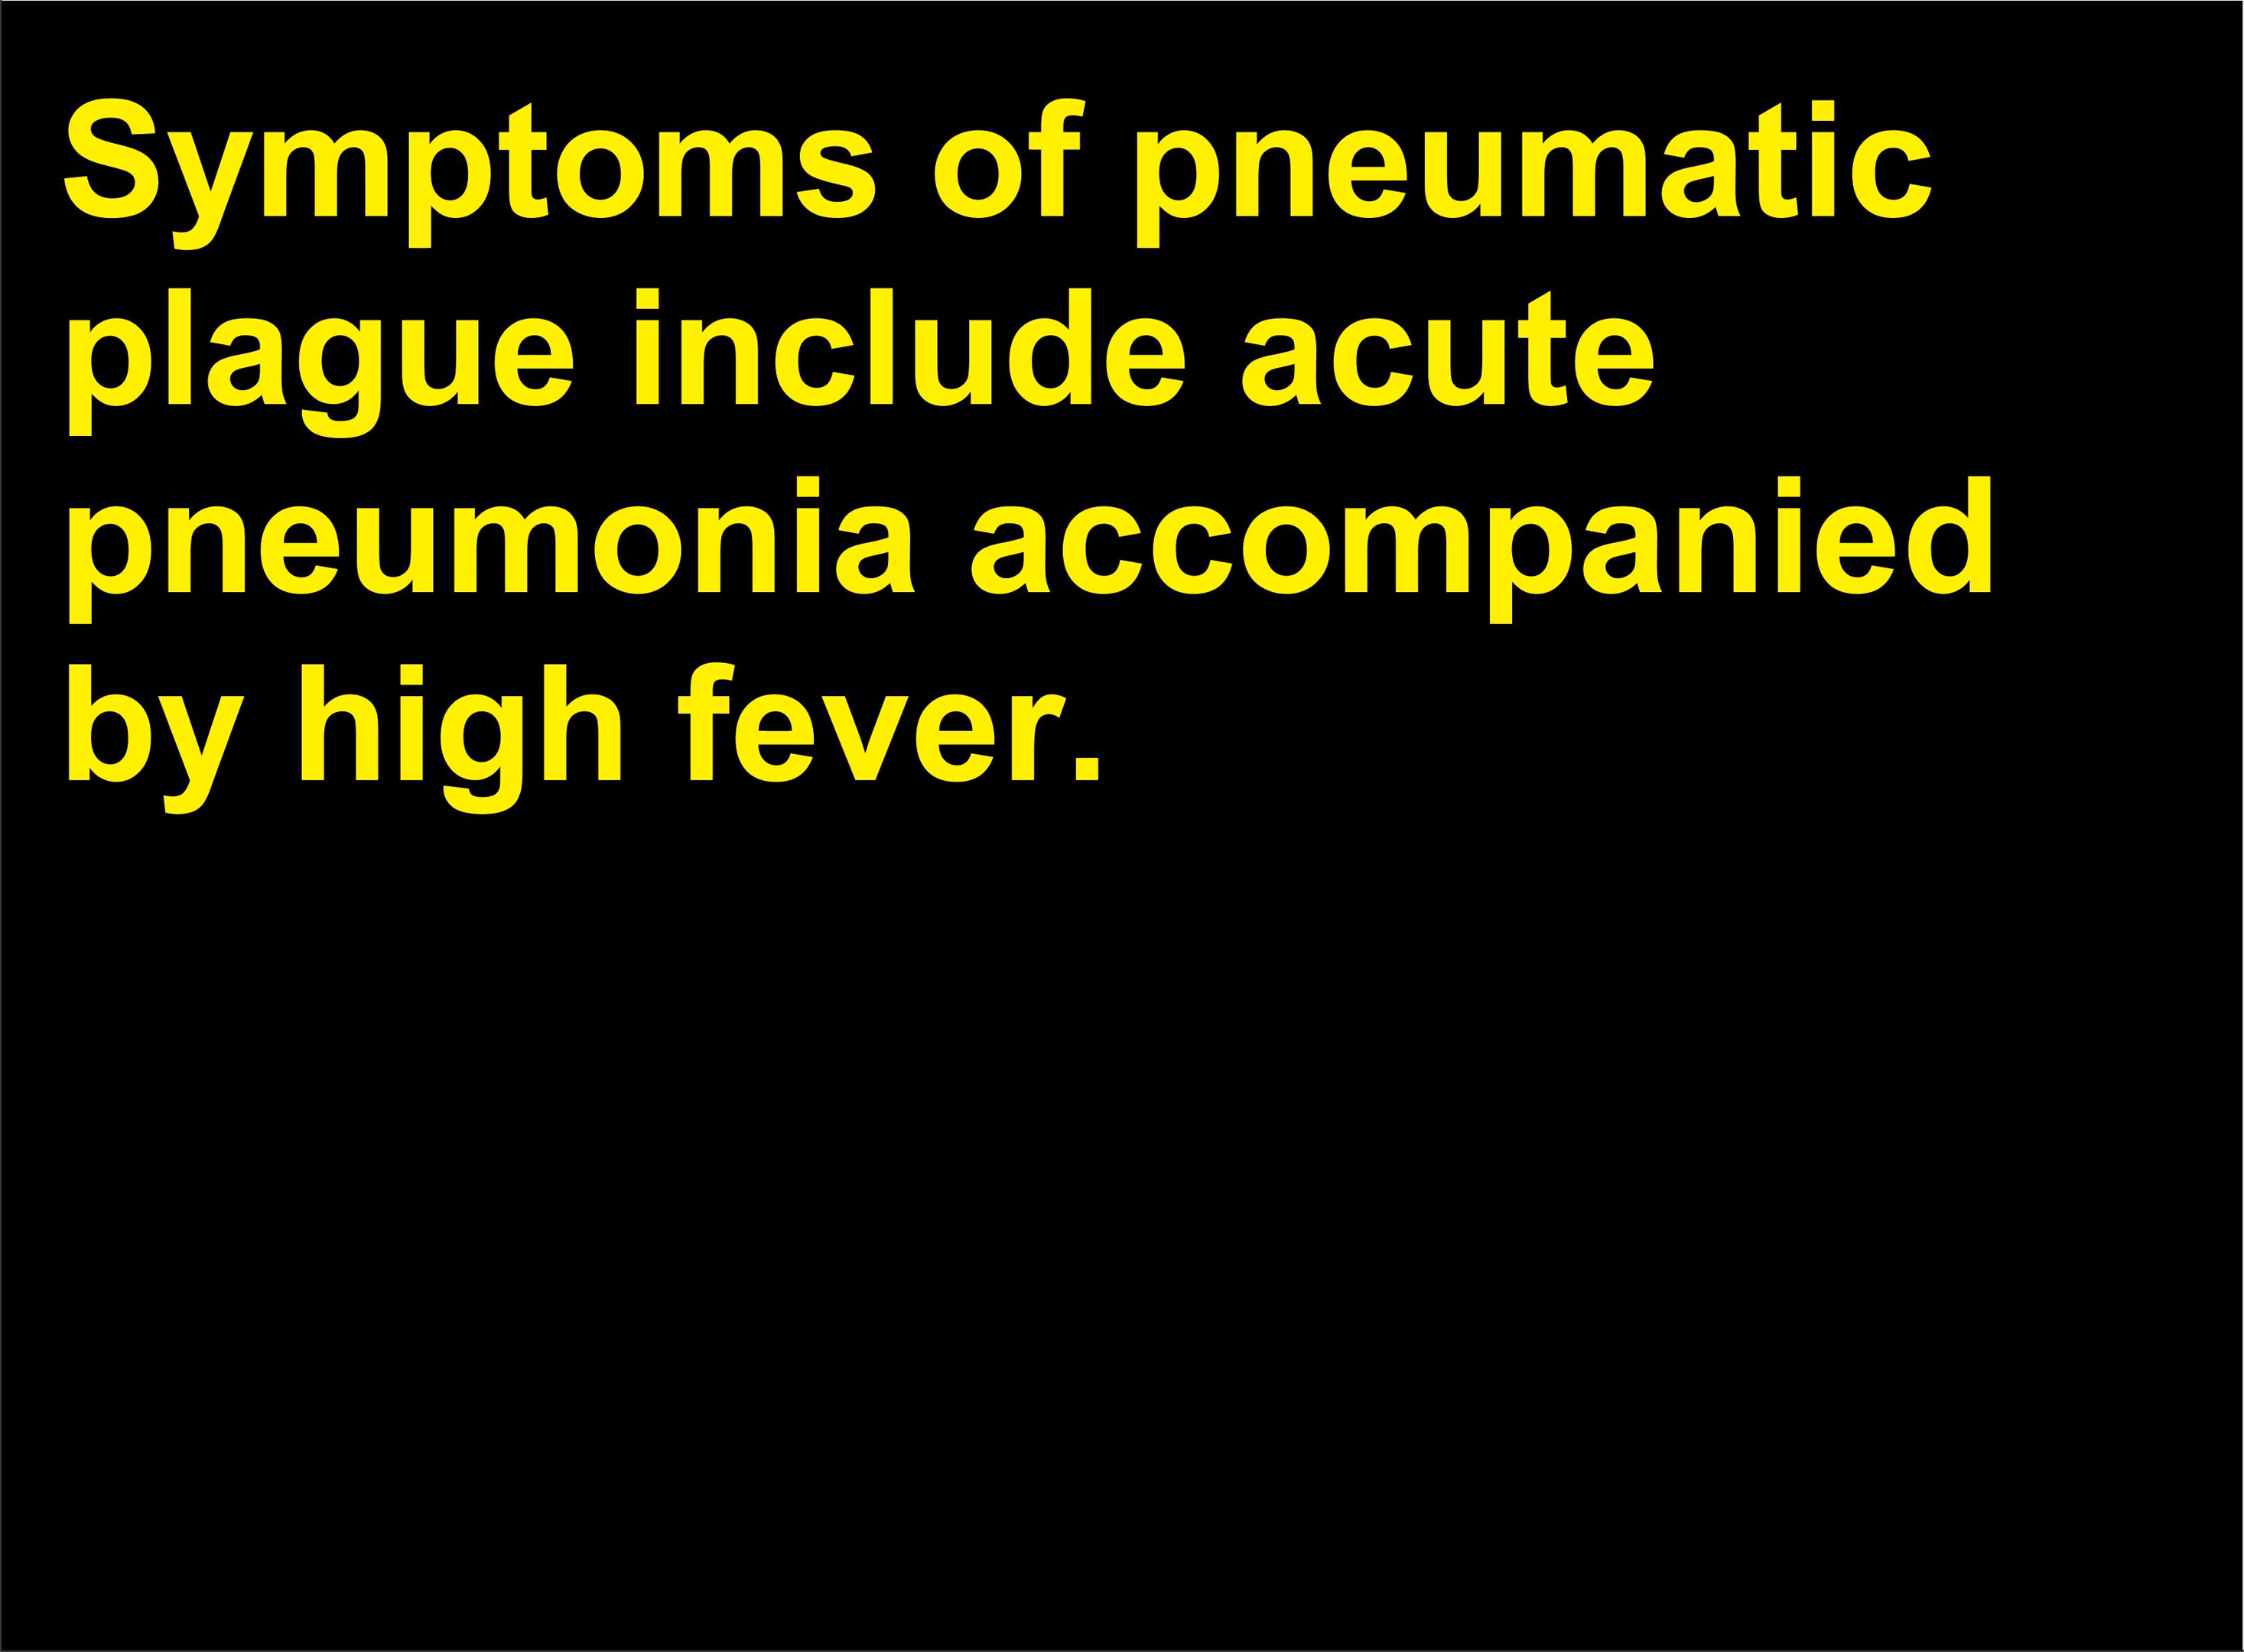 Symptoms of pneumatic
plague include acute
pneumonia accompanied
by high fever.